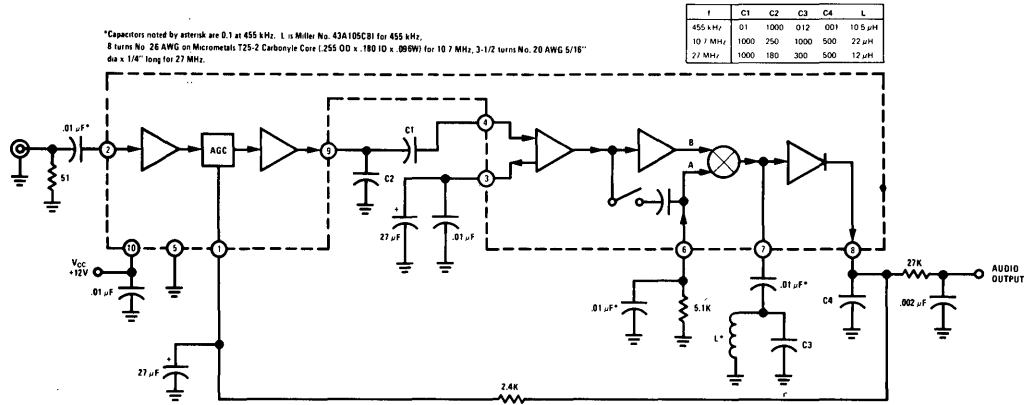 *Capacitors noted by asterisk are 0.1 at 455 kHz. L is Miller No. 43A105CBI for 455 kHz,
8 turns No 26 AWG on Micrometals T25-2 Carbonyle Core (.255 OD x .180 ID x .096W) for 10 7 MHz, 3-1/2 turns No. 20 AWG 5/16"
dia x 1/4" long for 27 MHz.
f C1 C2 C3 C4 L
455 kHz 01 1000 012 001 10 5 µH
10 7 MHz 1000 250 1000 500 22 µH
27 MHz 1000 180 300 500 12 µH
.01 µF*
2
AGC
9
C1
4
B
A
51
C2
3
27 µF
+
.01 µF
10
5
1
6
7
8
VCC
+12V
.01 µF
27K
AUDIO
OUTPUT
.01 µF*
5.1K
.01 µF*
C4
.002 µF
L*
C3
+
27 µF
2.4K
r